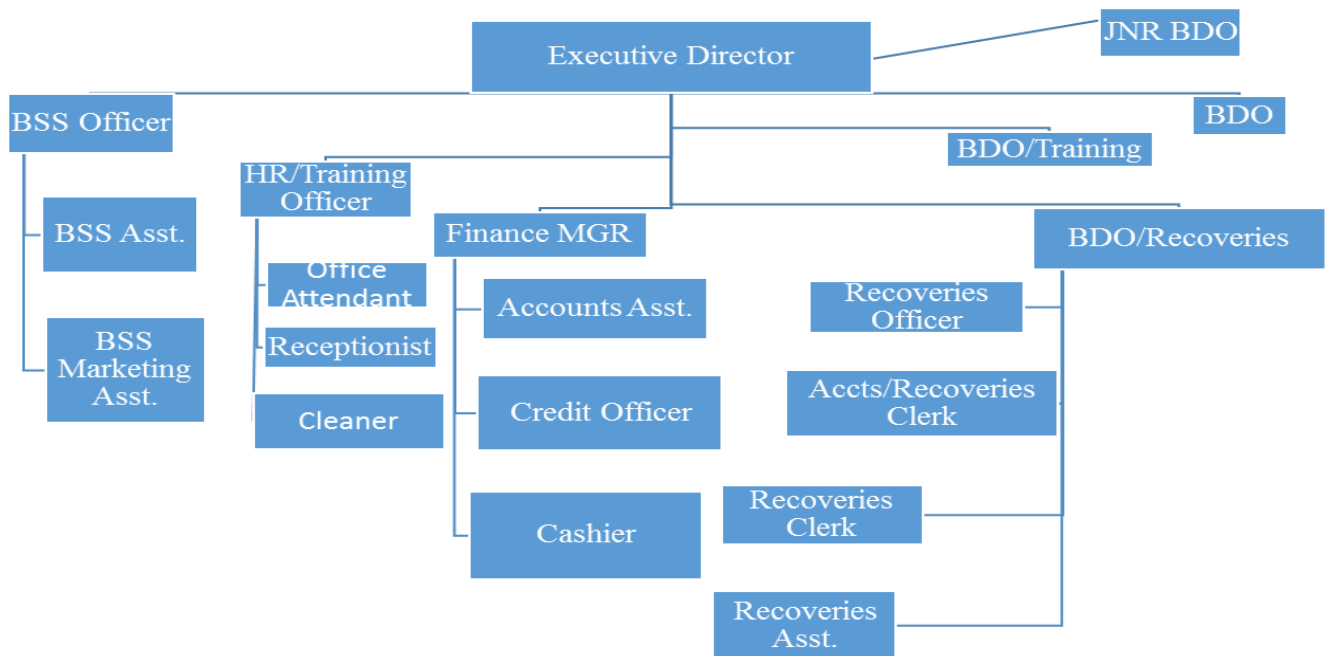 Executive Director
JNR BDO
BSS Officer
BDO
BDO/Training
HR/Training
Officer
BSS Asst.
Finance MGR
BDO/Recoveries
Office
Attendant
Accounts Asst.
Recoveries
Officer
BSS
Marketing
Asst.
Receptionist
Cleaner
Credit Officer
Accts/Recoveries
Clerk
Cashier
Recoveries
Clerk
Recoveries
Asst.